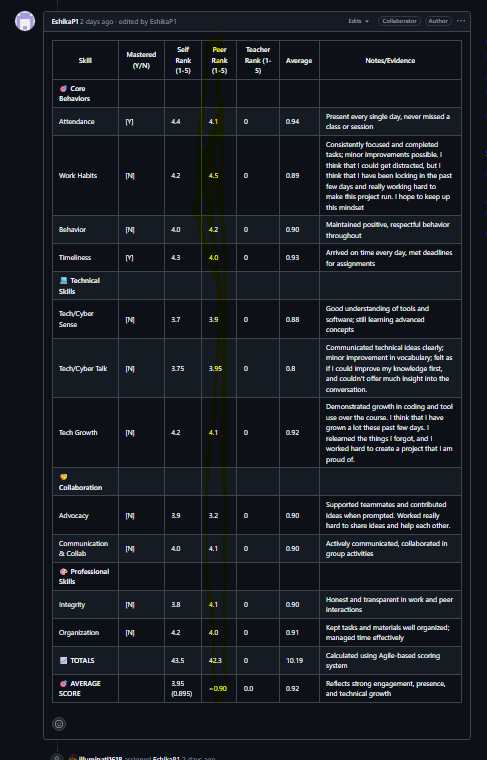 EshikaP1 2 days ago · edited by EshikaP1 Edits Collaborator Author
Skill Mastered (Y/N) Self Rank (1-5) Peer Rank (1-5) Teacher Rank (1-5) Average Notes/Evidence
🎯 Core Behaviors
Attendance [Y] 4.4 4.1 0 0.94 Present every single day, never missed a class or session
Work Habits [N] 4.2 4.5 0 0.89 Consistently focused and completed tasks; minor improvements possible. I think that I could get distracted, but I think that I have been locking in the past few days and really working hard to make this project run. I hope to keep up this mindset
Behavior [N] 4.0 4.2 0 0.90 Maintained positive, respectful behavior throughout
Timeliness [Y] 4.3 4.0 0 0.93 Arrived on time every day, met deadlines for assignments
💻 Technical Skills
Tech/Cyber Sense [N] 3.7 3.9 0 0.88 Good understanding of tools and software; still learning advanced concepts
Tech/Cyber Talk [N] 3.75 3.95 0 0.8 Communicated technical ideas clearly; minor improvement in vocabulary; felt as if I could improve my knowledge first, and couldn't offer much insight into the conversation.
Tech Growth [N] 4.2 4.1 0 0.92 Demonstrated growth in coding and tool use over the course. I think that I have grown a lot these past few days. I relearned the things I forgot, and I worked hard to create a project that I am proud of.
🤝 Collaboration
Advocacy [N] 3.9 3.2 0 0.90 Supported teammates and contributed ideas when prompted. Worked really hard to share ideas and help each other.
Communication & Collab [N] 4.0 4.1 0 0.90 Actively communicated, collaborated in group activities
🎨 Professional Skills
Integrity [N] 3.8 4.1 0 0.90 Honest and transparent in work and peer interactions
Organization [N] 4.2 4.0 0 0.91 Kept tasks and materials well organized; managed time effectively
📈 TOTALS 43.5 42.3 0 10.19 Calculated using Agile-based scoring system
🎯 AVERAGE SCORE 3.95 (0.895) ~0.90 0.0 0.92 Reflects strong engagement, presence, and technical growth
illuminati1618 assigned EshikaP1 2 days ago